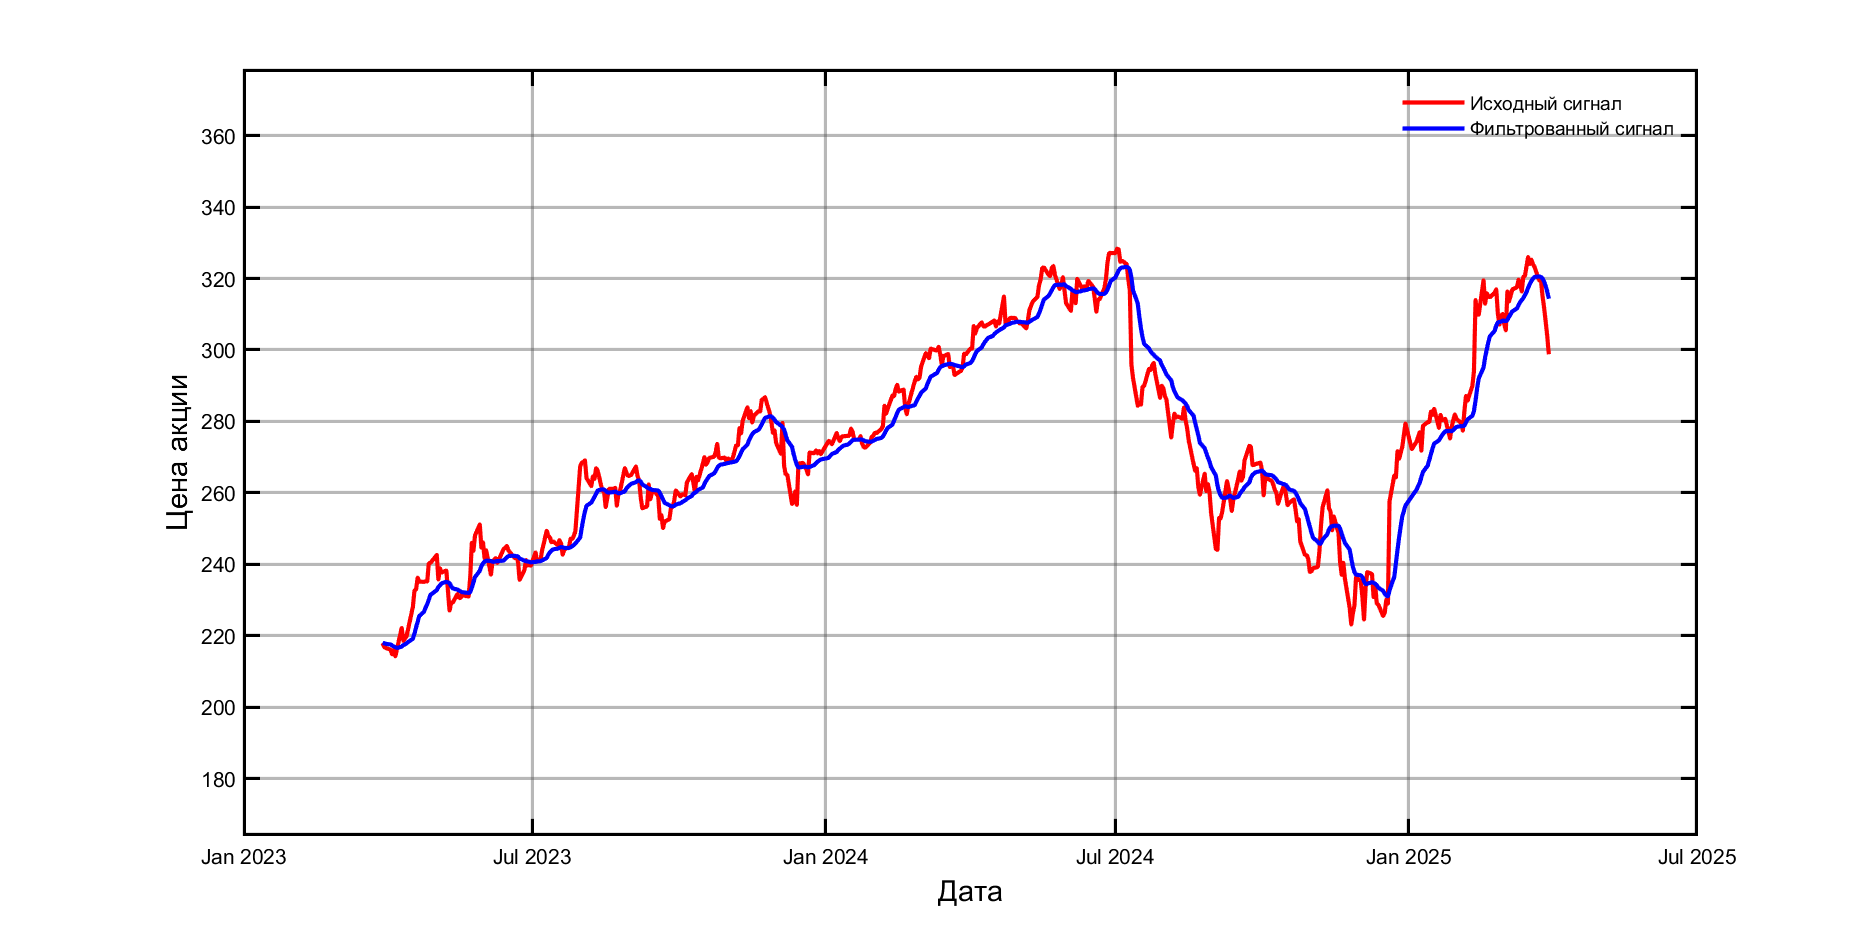 Исходный сигнал
Фильтрованный сигнал
360
340
320
300
280
260
240
220
200
180
Цена акции
Jan 2023
Jul 2023
Jan 2024
Jul 2024
Jan 2025
Jul 2025
Дата